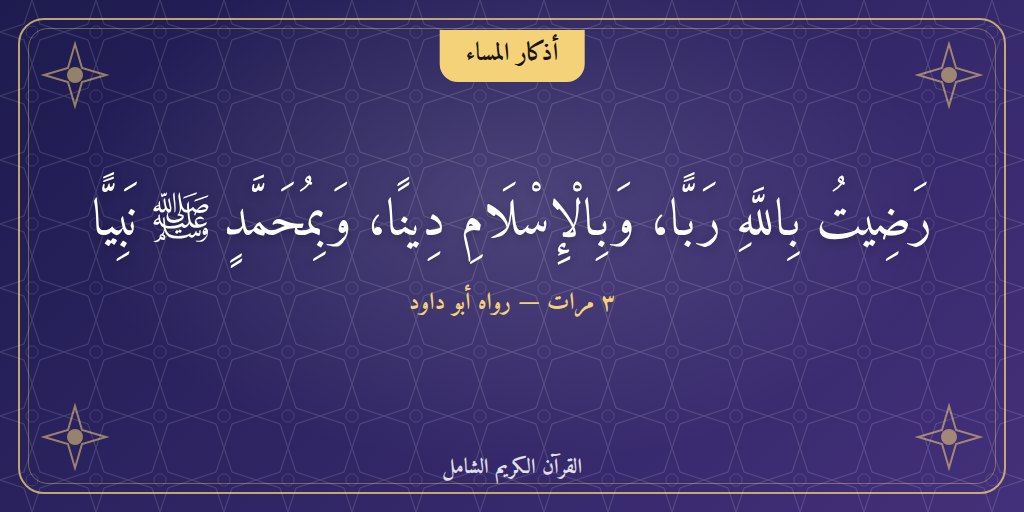 أذكار المساء
رَضِيتُ بِاللَّهِ رَبًّا، وَبِالْإِسْلَامِ دِينًا، وَبِمُحَمَّدٍ ﷺ نَبِيًّا
٣ مرات — رواه أبو داود
القرآن الكريم الشامل